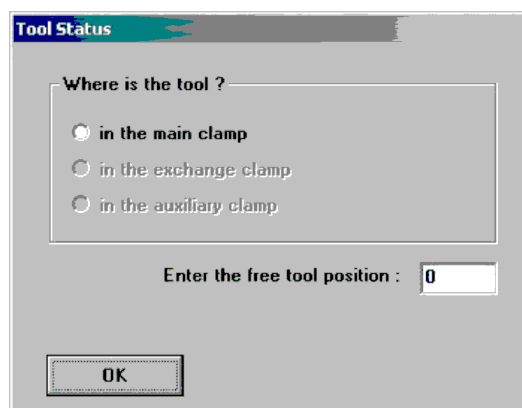 Tool Status
Where is the tool ?
in the main clamp
in the exchange clamp
in the auxiliary clamp
Enter the free tool position : 0
OK